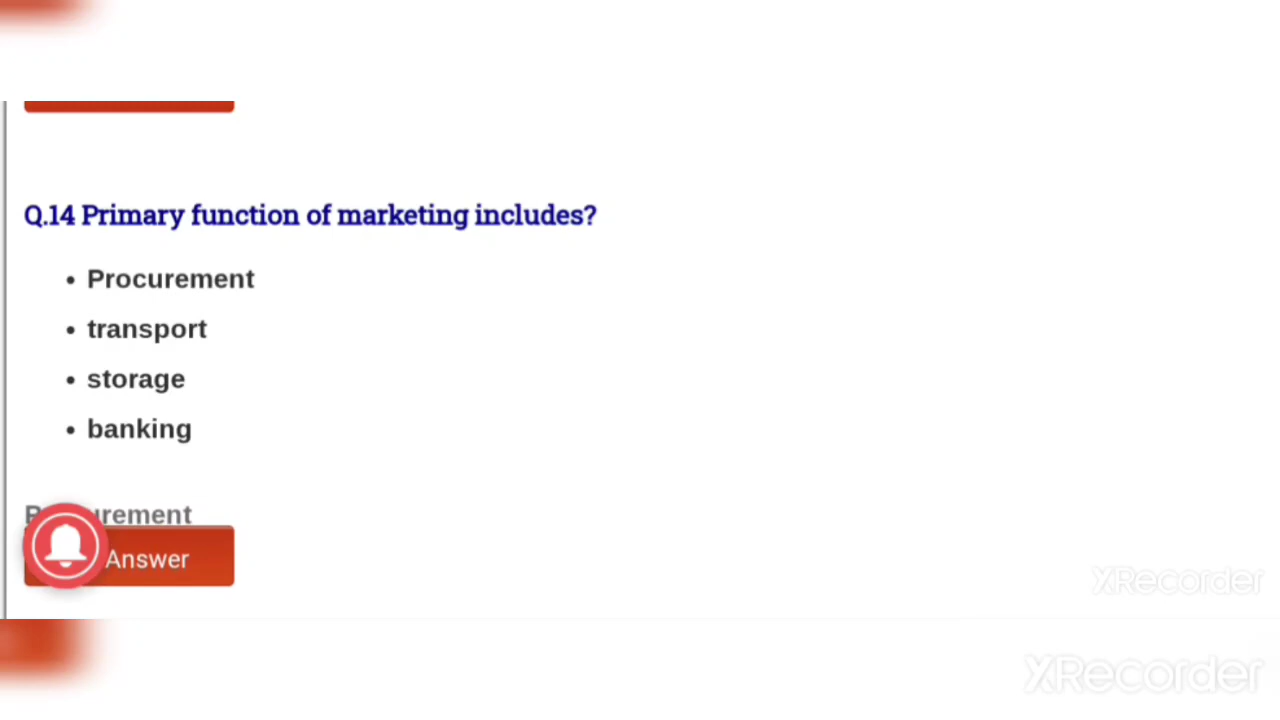 Q.14 Primary function of marketing includes?
• Procurement
• transport
• storage
• banking
Answer
XRecorder
XRecorder